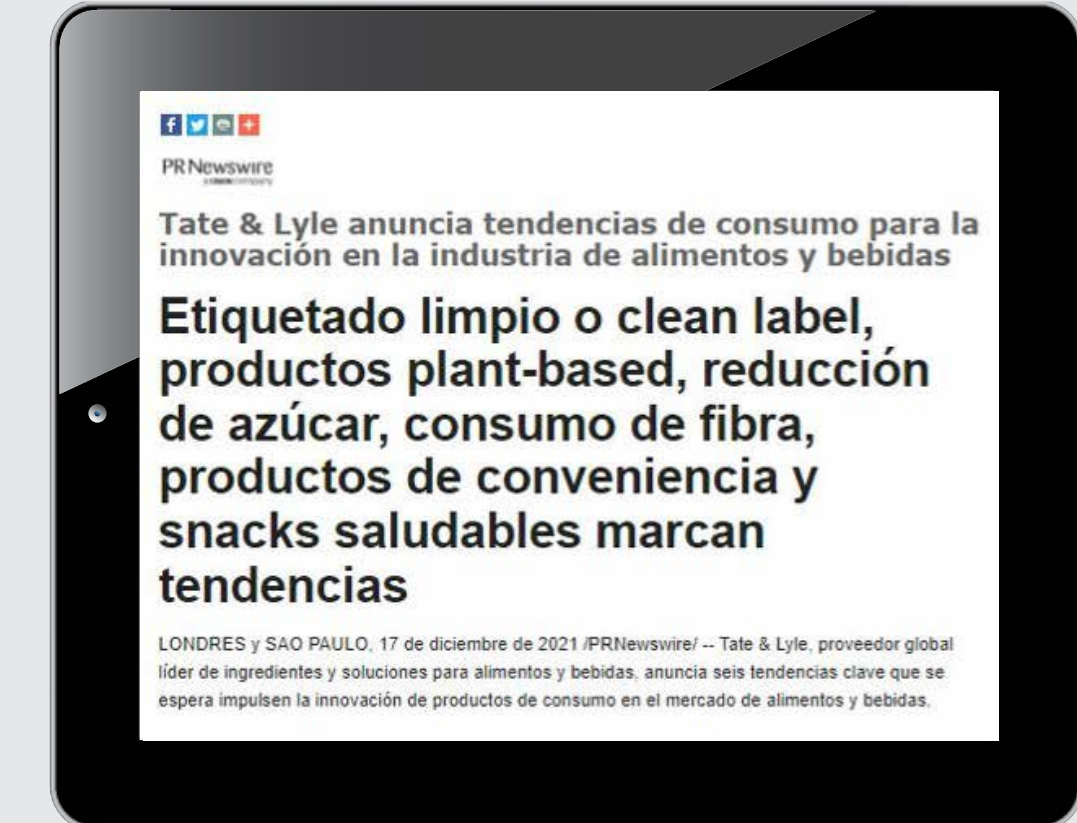 PR Newswire
a company
Tate & Lyle anuncia tendencias de consumo para la
innovación en la industria de alimentos y bebidas
Etiquetado limpio o clean label,
productos plant-based, reducción
de azúcar, consumo de fibra,
productos de conveniencia y
snacks saludables marcan
tendencias
LONDRES y SAO PAULO, 17 de diciembre de 2021 /PRNewswire/ -- Tate & Lyle, proveedor global
líder de ingredientes y soluciones para alimentos y bebidas, anuncia seis tendencias clave que se
espera impulsen la innovación de productos de consumo en el mercado de alimentos y bebidas.